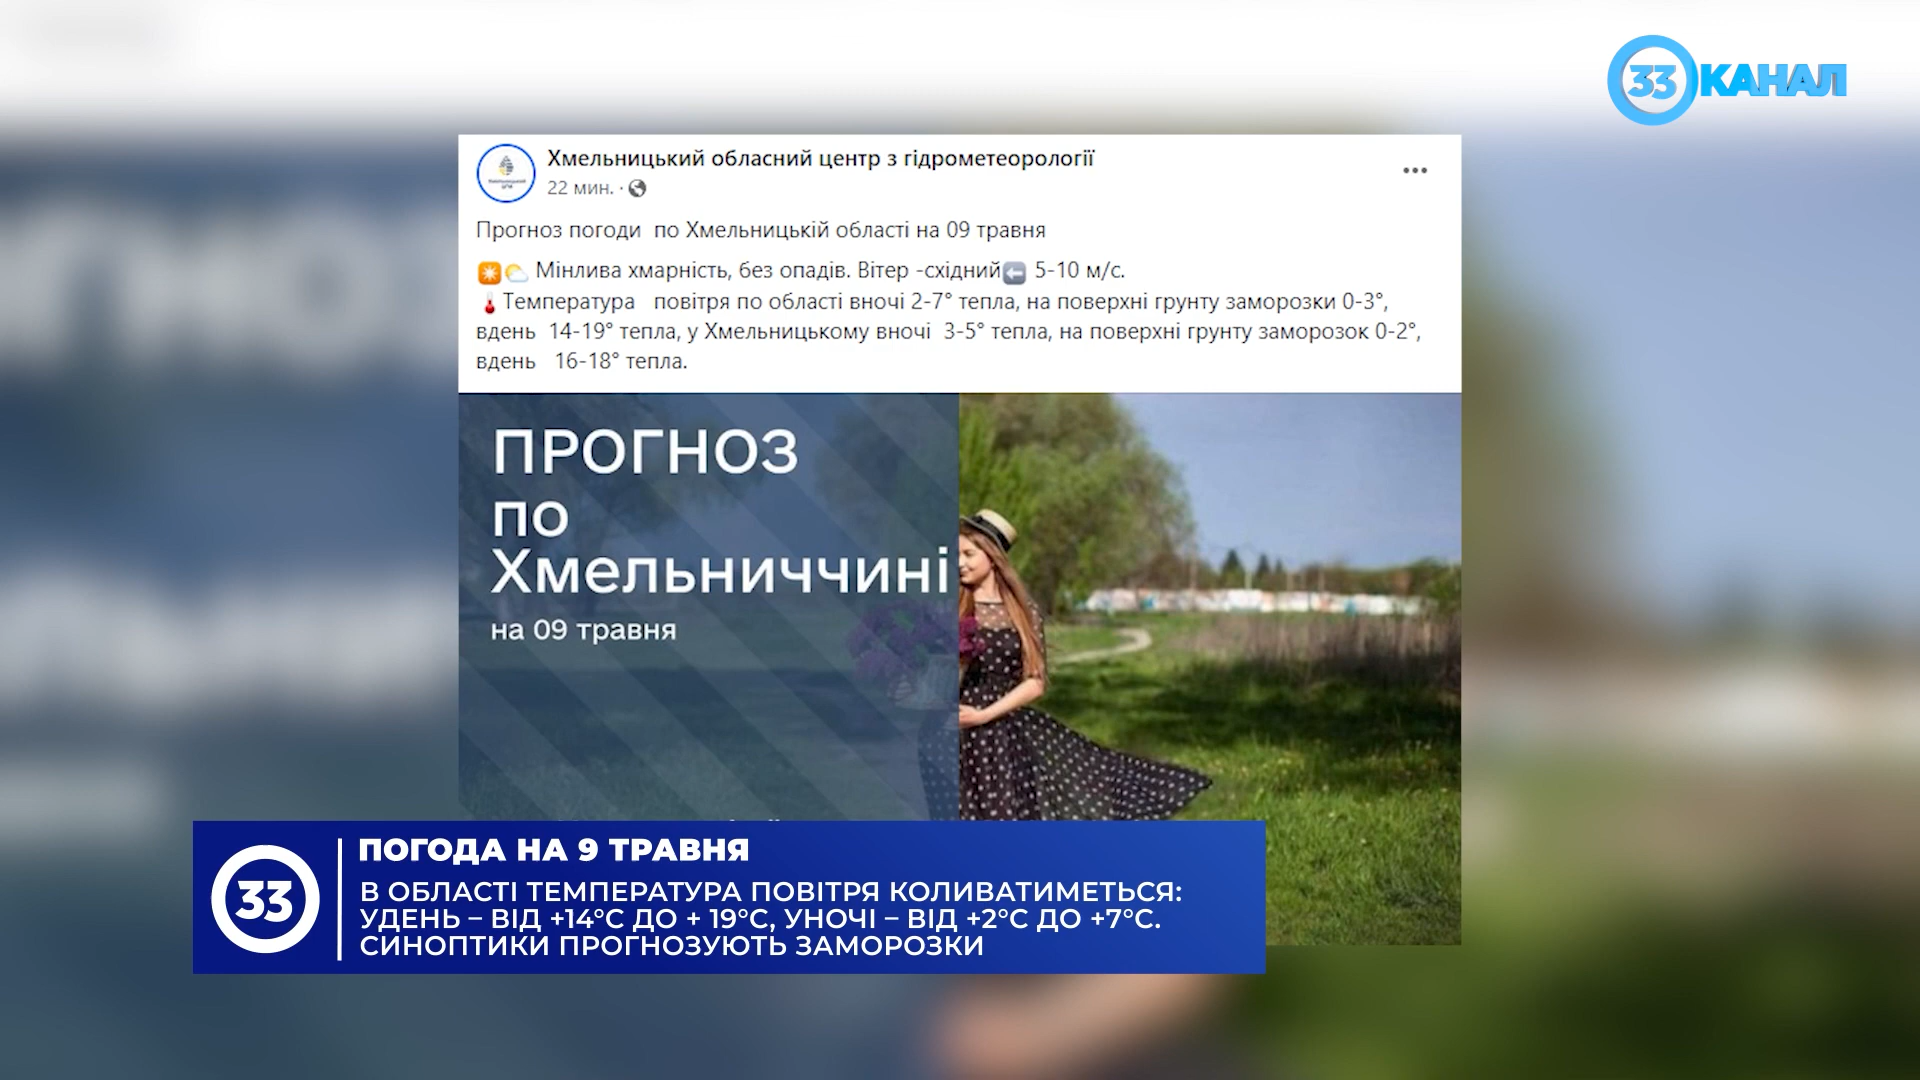 33 КАНАЛ
Хмельницький обласний центр з гідрометеорології
22 мин. ·
Прогноз погоди по Хмельницькій області на 09 травня
Мінлива хмарність, без опадів. Вітер -східний 5-10 м/с.
Температура повітря по області вночі 2-7° тепла, на поверхні грунту заморозки 0-3°,
вдень 14-19° тепла, у Хмельницькому вночі 3-5° тепла, на поверхні грунту заморозок 0-2°,
вдень 16-18° тепла.
ПРОГНОЗ
по
Хмельниччині
на 09 травня
33
ПОГОДА НА 9 ТРАВНЯ
В ОБЛАСТІ ТЕМПЕРАТУРА ПОВІТРЯ КОЛИВАТИМЕТЬСЯ:
УДЕНЬ – ВІД +14°С ДО + 19°С, УНОЧІ – ВІД +2°С ДО +7°С.
СИНОПТИКИ ПРОГНОЗУЮТЬ ЗАМОРОЗКИ